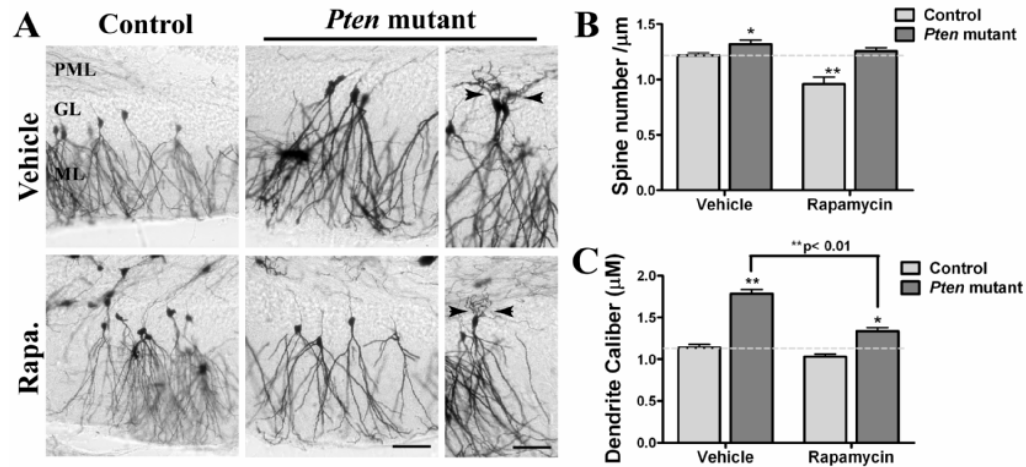 A
Control
Pten mutant
Vehicle
PML
GL
ML
Rapa.
B
Spine number /μm
1.5
1.0
0.5
0.0
*
**
Vehicle
Rapamycin
Control
Pten mutant
C
Dendrite Caliber (μM)
2.0
1.5
1.0
0.5
0.0
**p< 0.01
**
*
Vehicle
Rapamycin
Control
Pten mutant